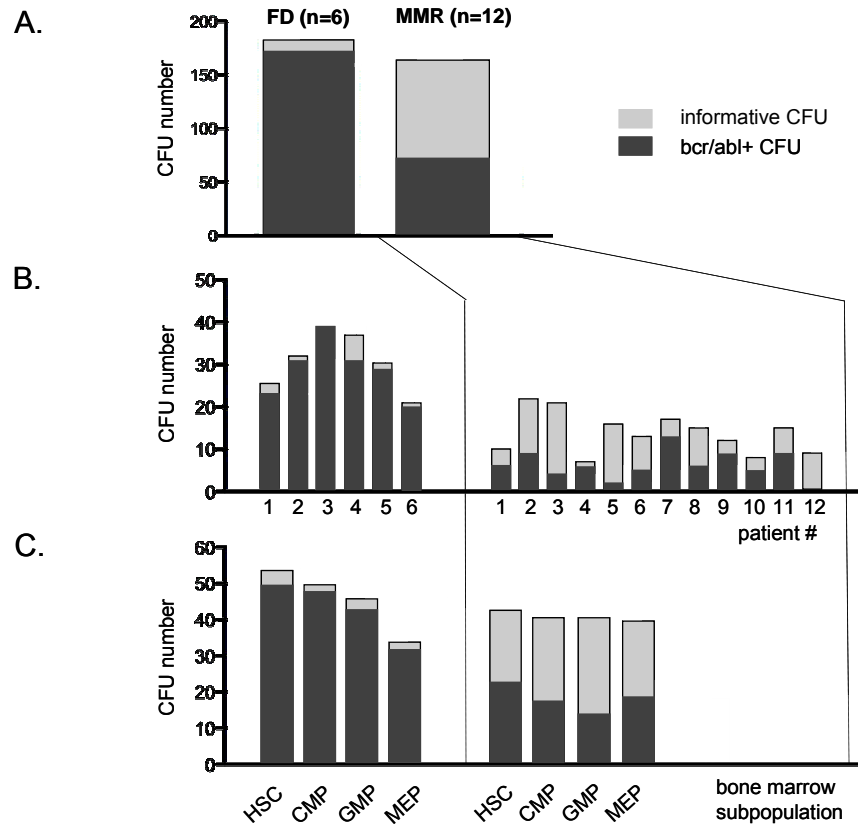 A.
FD (n=6) MMR (n=12)
200
150
100
50
0
CFU number
informative CFU
bcr/abl+ CFU
B.
50
40
30
20
10
0
CFU number
1 2 3 4 5 6
1 2 3 4 5 6 7 8 9 10 11 12
patient #
C.
60
50
40
30
20
10
0
CFU number
HSC CMP GMP MEP
HSC CMP GMP MEP
bone marrow
subpopulation